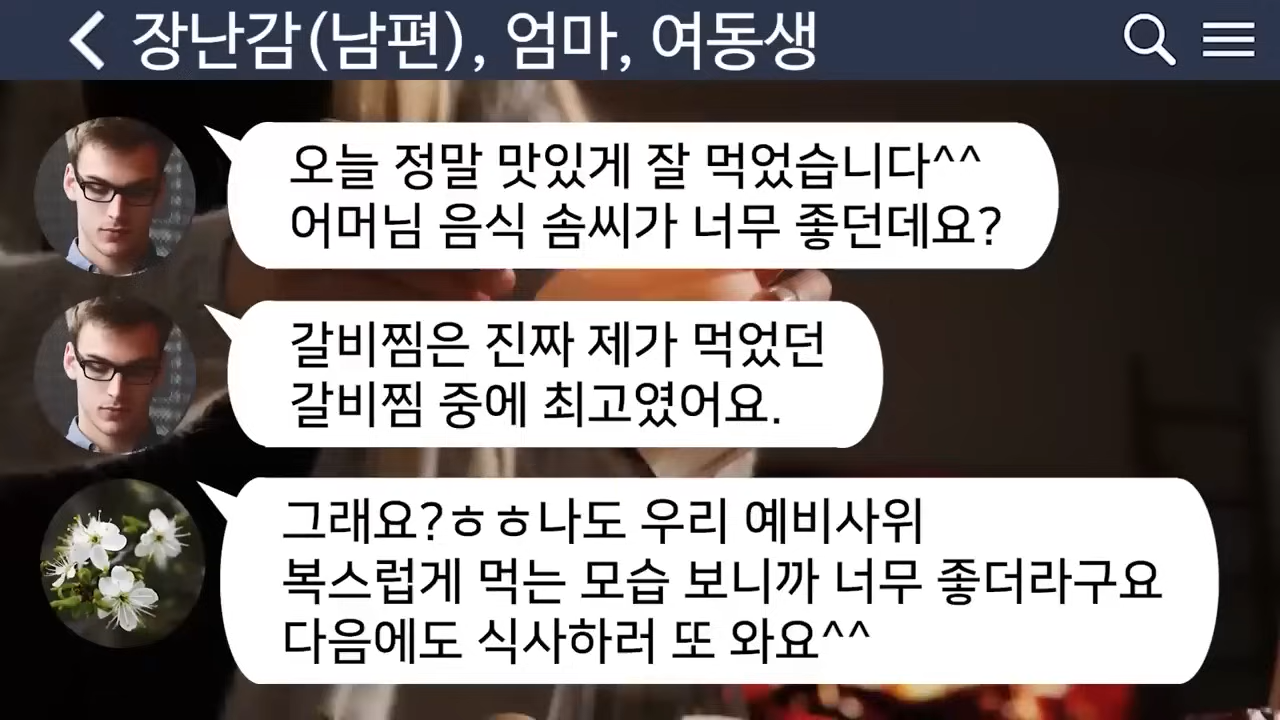 장난감(남편), 엄마, 여동생
오늘 정말 맛있게 잘 먹었습니다^^
어머님 음식 솜씨가 너무 좋던데요?
갈비찜은 진짜 제가 먹었던
갈비찜 중에 최고였어요.
그래요?ㅎㅎ나도 우리 예비사위
복스럽게 먹는 모습 보니까 너무 좋더라구요
다음에도 식사하러 또 와요^^